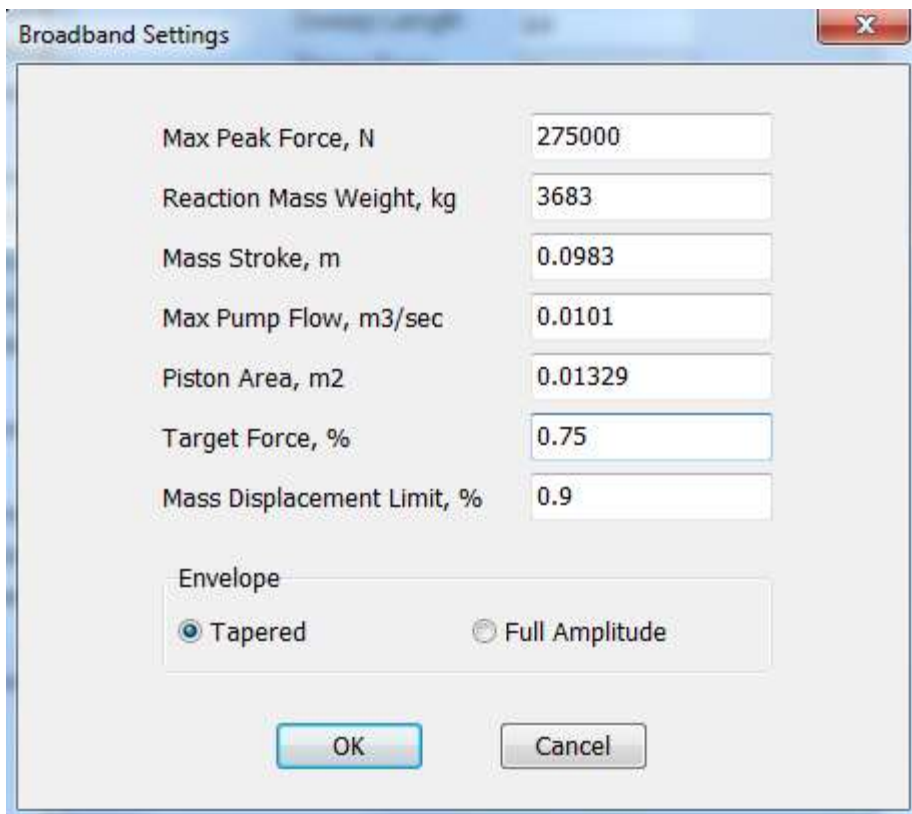 Broadband Settings
Max Peak Force, N 275000
Reaction Mass Weight, kg 3683
Mass Stroke, m 0.0983
Max Pump Flow, m3/sec 0.0101
Piston Area, m2 0.01329
Target Force, % 0.75
Mass Displacement Limit, % 0.9
Envelope
Tapered Full Amplitude
OK Cancel